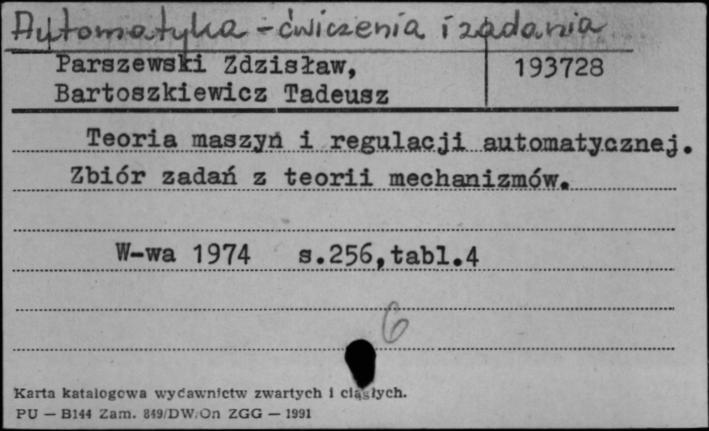 Automatyka - ćwiczenia i zadania
Parszewski Zdzisław,
193728
Bartoszkiewicz Tadeusz
Teoria maszyn i regulacji automatycznej.
Zbiór zadań z teorii mechanizmów.
W-wa 1974 s.256,tabl.4
6
Karta katalogowa wydawnictw zwartych i ciągłych.
PU — B144 Zam. 849/DW/On ZGG — 1991